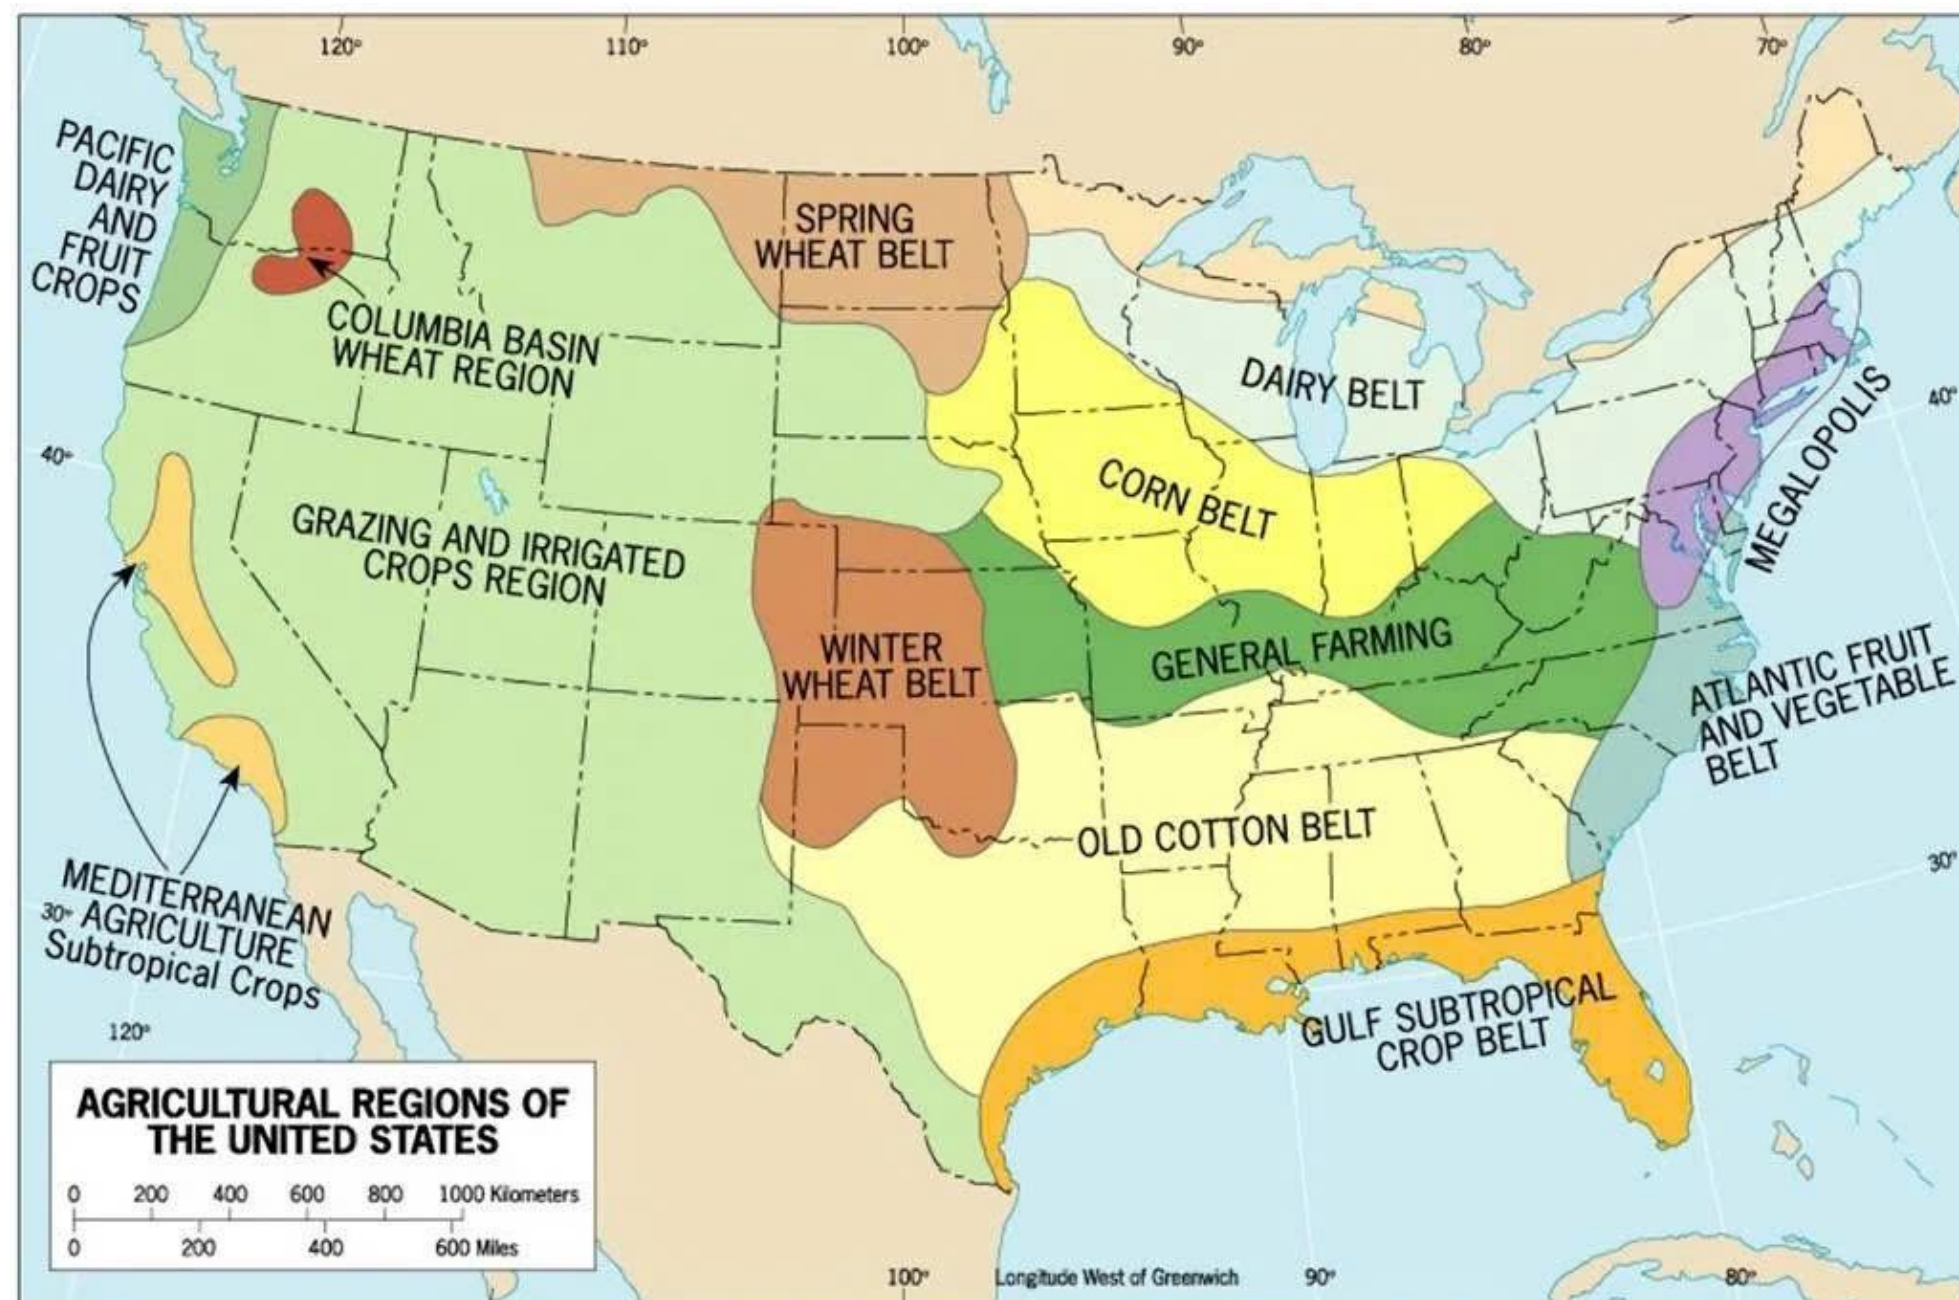 120°
110°
100°
90°
80°
70°
PACIFIC
DAIRY
AND
FRUIT
CROPS
SPRING
WHEAT BELT
COLUMBIA BASIN
WHEAT REGION
DAIRY BELT
40°
40°
MEGALOPOLIS
CORN BELT
GRAZING AND IRRIGATED
CROPS REGION
WINTER
WHEAT BELT
GENERAL FARMING
ATLANTIC FRUIT
AND VEGETABLE
BELT
OLD COTTON BELT
30°
MEDITERRANEAN
30° AGRICULTURE
Subtropical Crops
GULF SUBTROPICAL
CROP BELT
120°
AGRICULTURAL REGIONS OF
THE UNITED STATES
0 200 400 600 800 1000 Kilometers
0 200 400 600 Miles
100° Longitude West of Greenwich 90° 80°